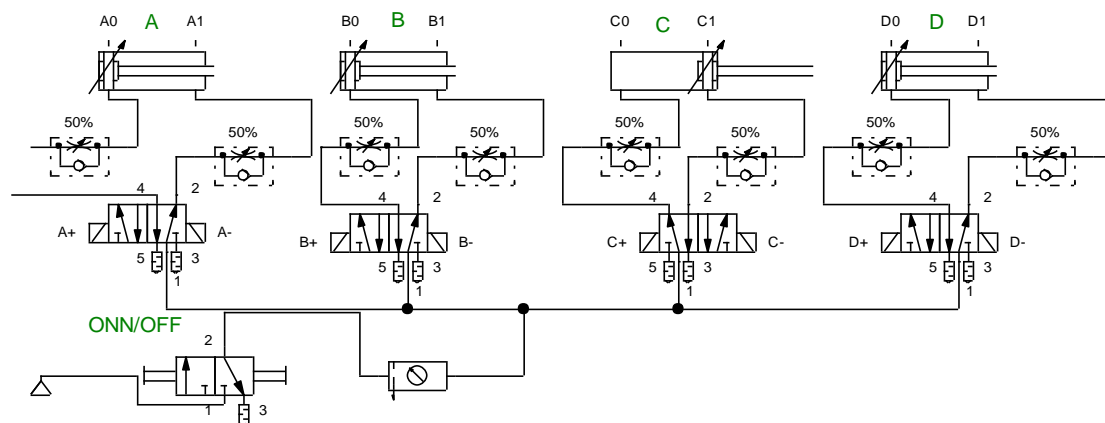 A0 A A1 B0 B B1 C0 C C1 D0 D D1
50% 50% 50% 50%
50% 50% 50% 50%
4 2 4 2 4 2 4 2
A+ A- B+ B- C+ C- D+ D-
5 3 5 3 5 3 5 3
1 1 1 1
ONN/OFF
2
1 3